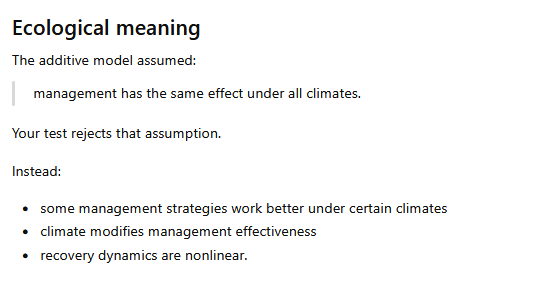 Ecological meaning
The additive model assumed:
management has the same effect under all climates.
Your test rejects that assumption.
Instead:
• some management strategies work better under certain climates
• climate modifies management effectiveness
• recovery dynamics are nonlinear.